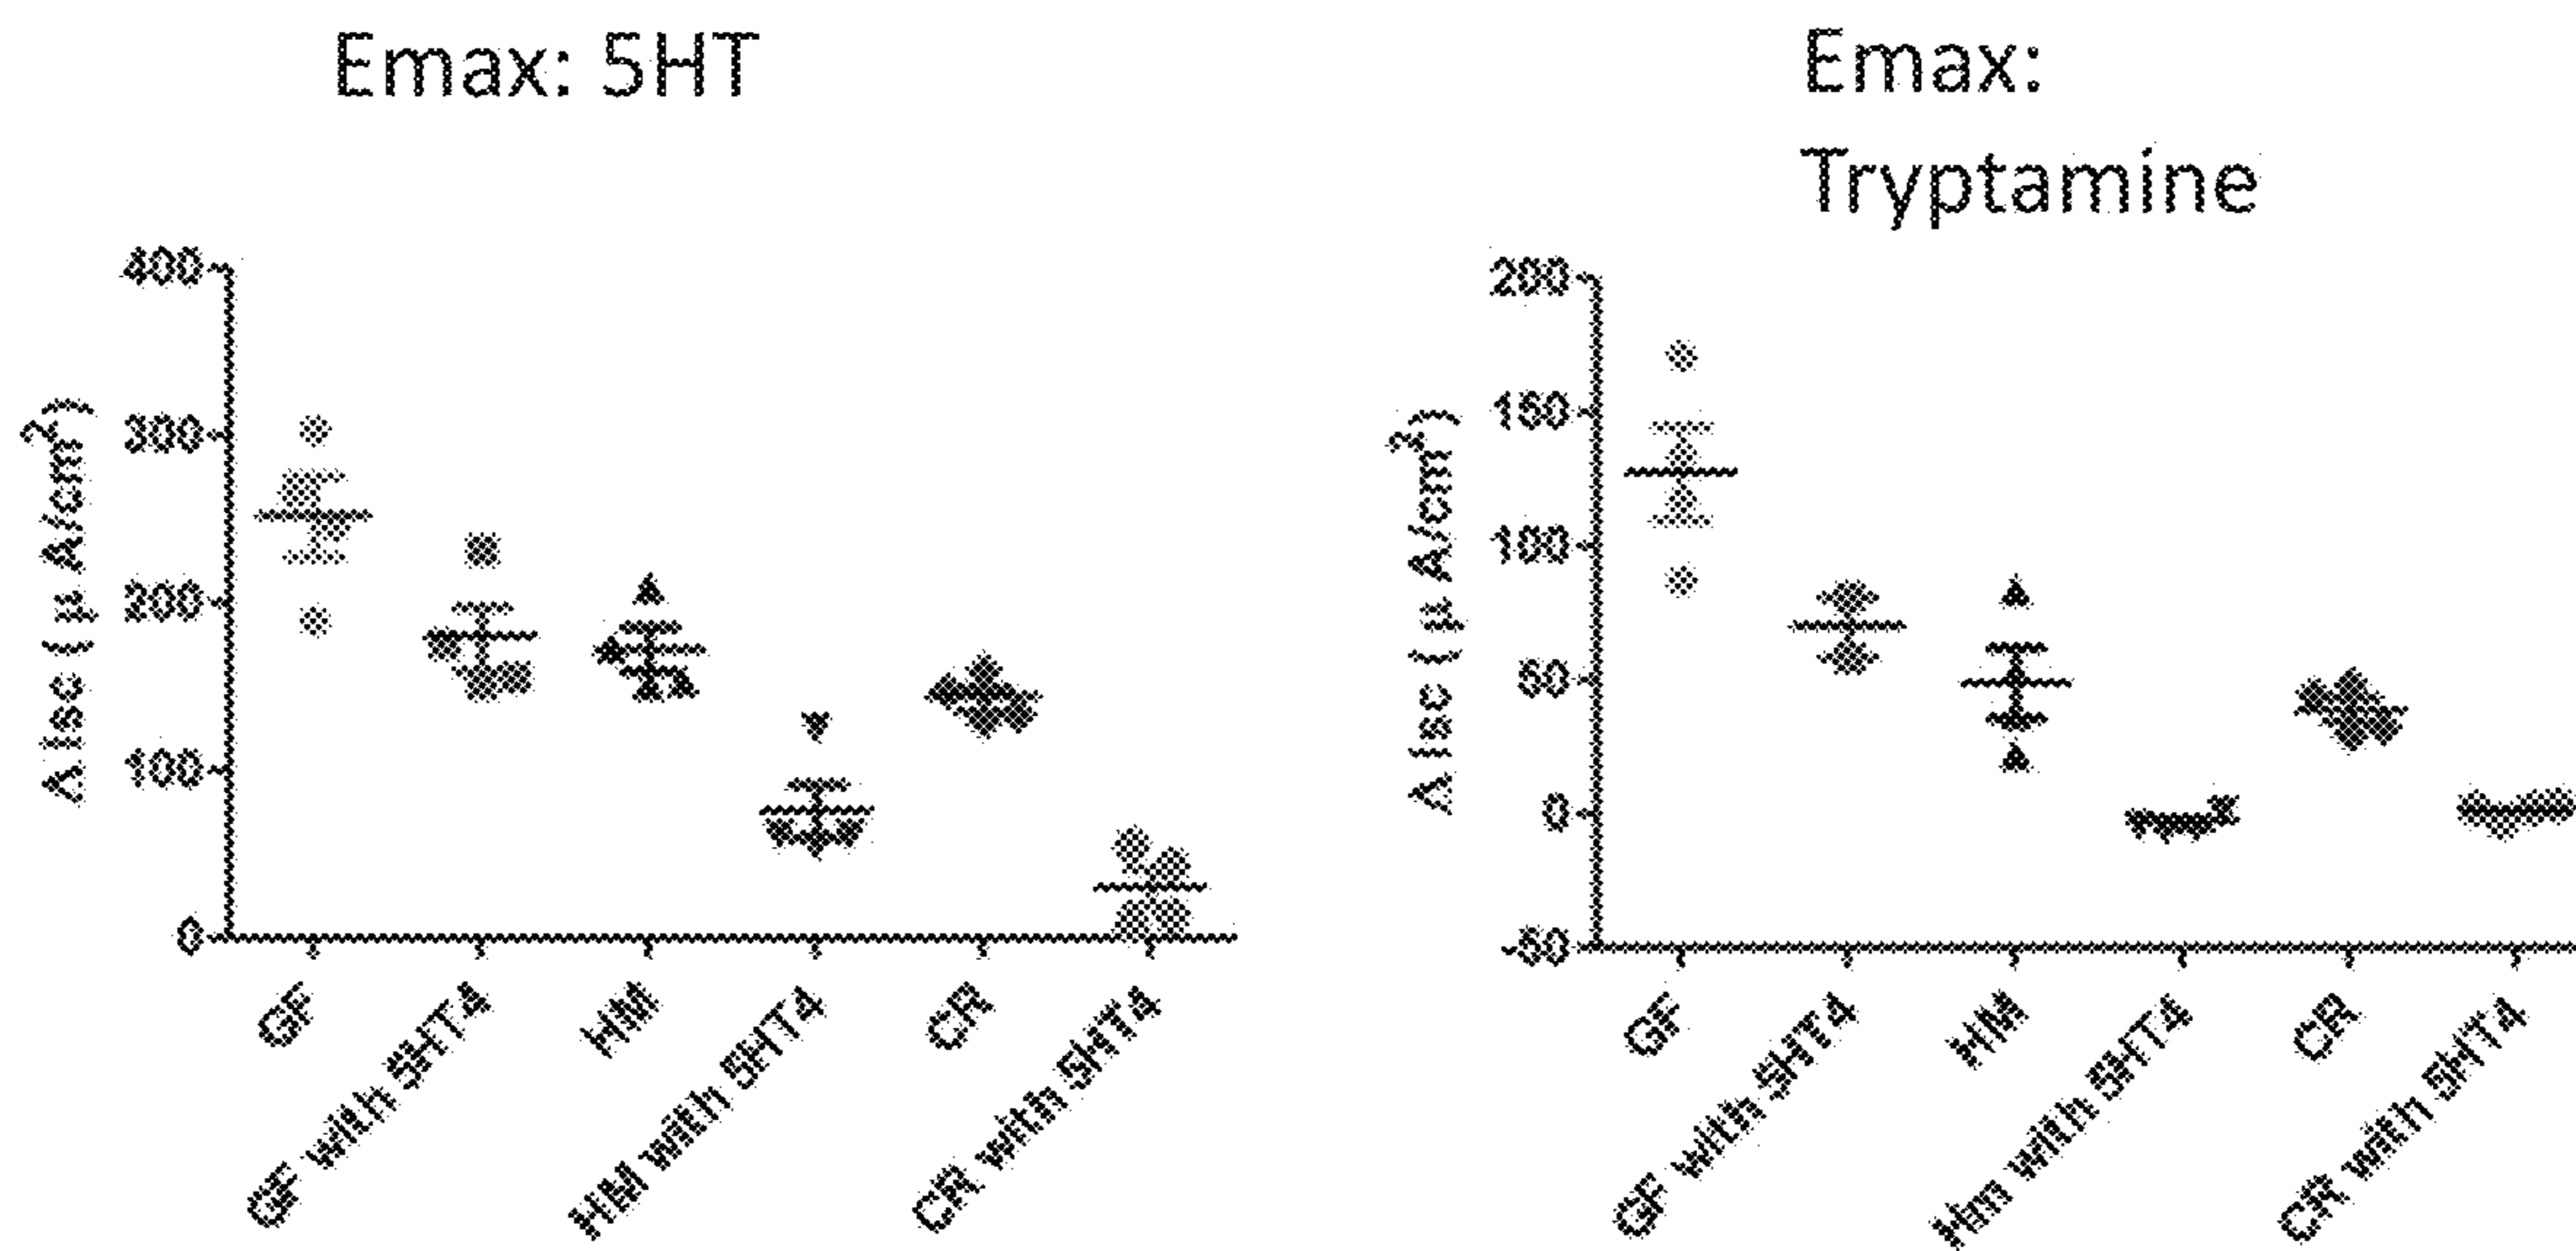 Emax: 5HT
400
300
200
100
0
Δ Isc ( μ A/cm²)
GF
GF with 5HT4
HM
HM with 5HT4
CR
CR with 5HT4
Emax:
Tryptamine
200
150
100
50
0
-50
Δ Isc ( μ A/cm²)
GF
GF with 5HT4
HM
Hm with 5HT4
CR
CR with 5HT4